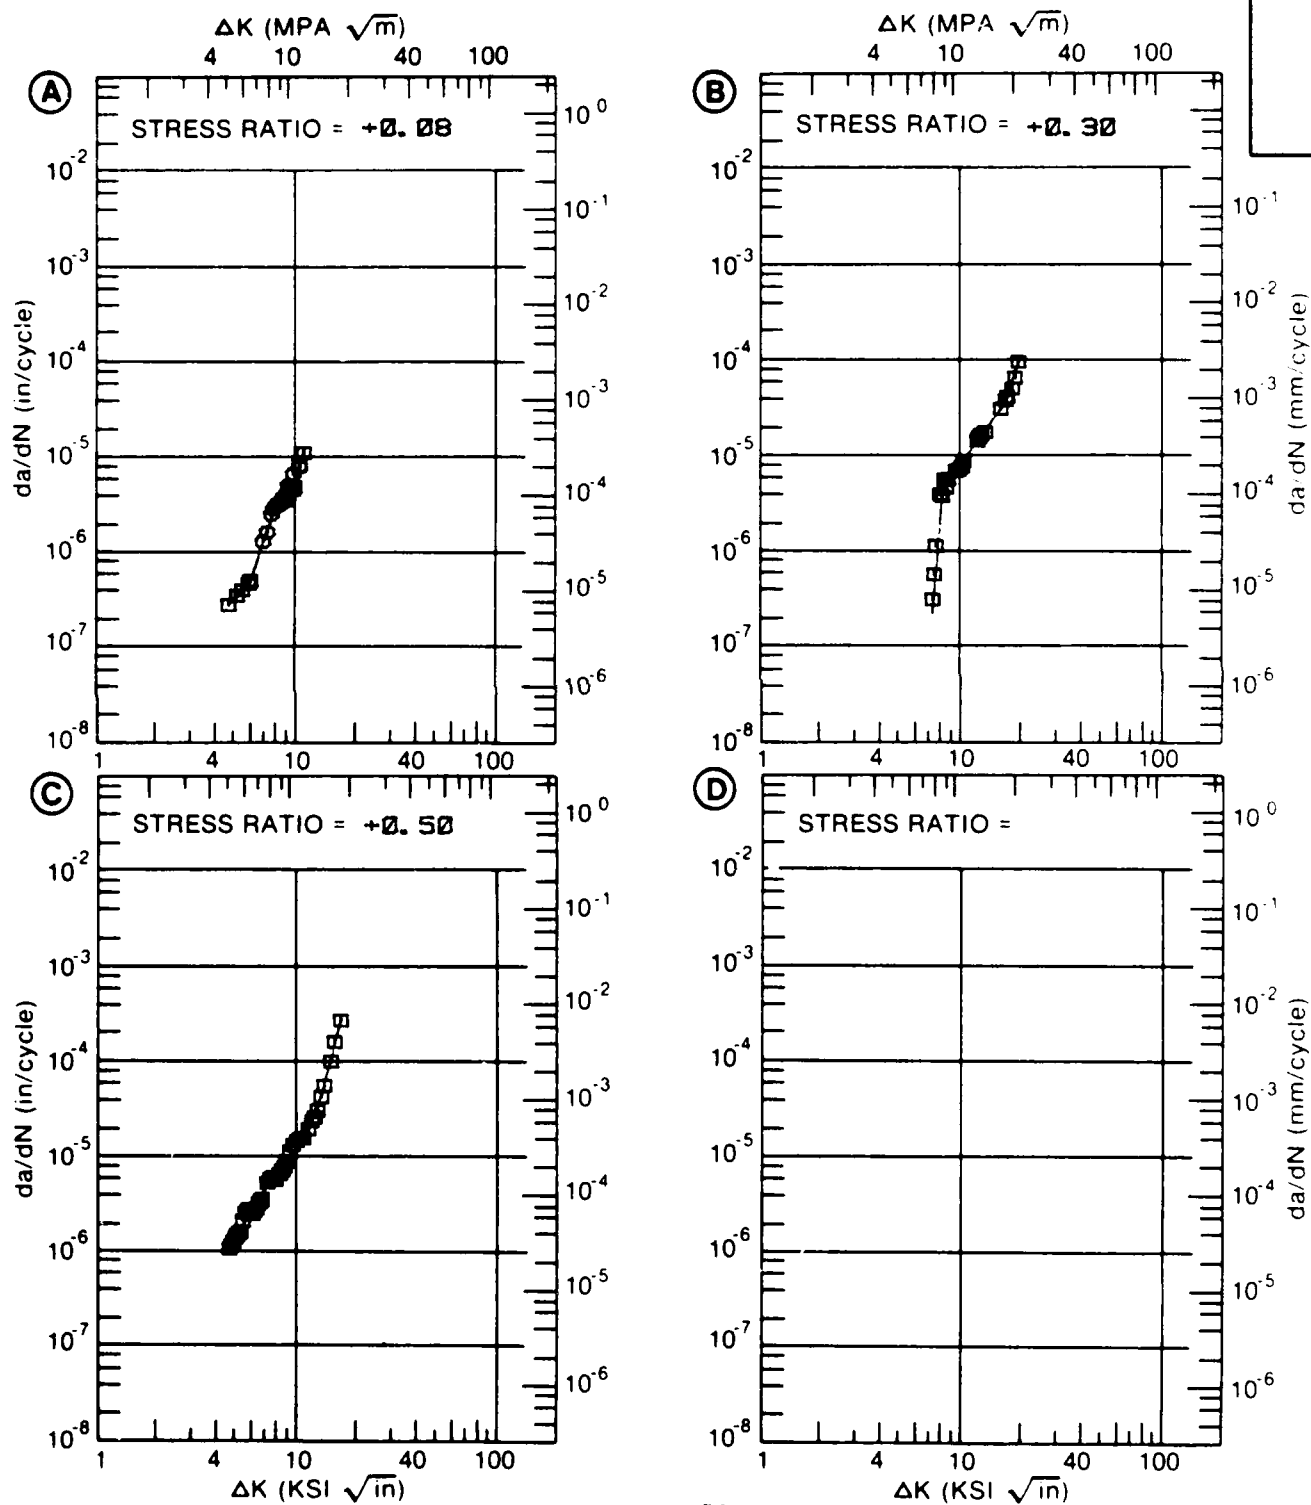 ΔK (MPA √m)
4 10 40 100
A
STRESS RATIO = +0.08
10^0
10^-2
10^-1
10^-3
10^-2
10^-4
10^-3
10^-5
10^-4
10^-6
10^-5
10^-7
10^-6
10^-8
1 4 10 40 100
da/dN (in/cycle)
ΔK (MPA √m)
4 10 40 100
B
STRESS RATIO = +0.30
10^-2
10^-1
10^-3
10^-2
10^-4
10^-3
10^-5
10^-4
10^-6
10^-5
10^-7
10^-6
10^-8
1 4 10 40 100
da/dN (mm/cycle)
C
STRESS RATIO = +0.50
10^0
10^-2
10^-1
10^-3
10^-2
10^-4
10^-3
10^-5
10^-4
10^-6
10^-5
10^-7
10^-6
10^-8
1 4 10 40 100
da/dN (in/cycle)
ΔK (KSI √in)
D
STRESS RATIO =
10^0
10^-2
10^-1
10^-3
10^-2
10^-4
10^-3
10^-5
10^-4
10^-6
10^-5
10^-7
10^-6
10^-8
1 4 10 40 100
da/dN (mm/cycle)
ΔK (KSI √in)